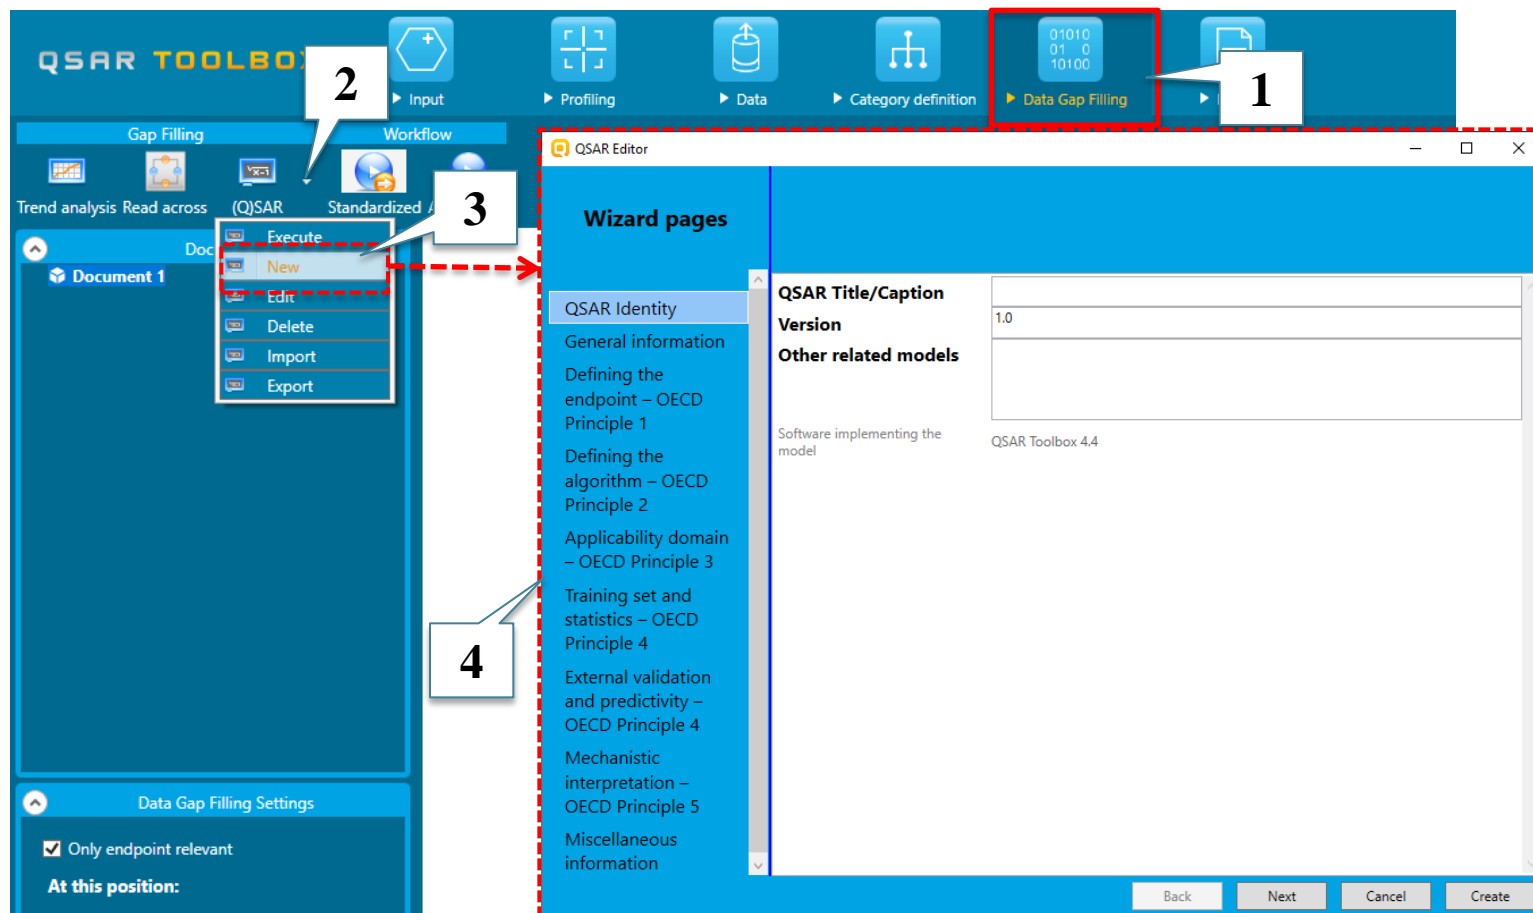 QSAR TOOLBO
2
1
Input
Profiling
Data
Category definition
01010
01 0
10100
Data Gap Filling
Gap Filling
Workflow
Trend analysis
Read across
(Q)SAR
Standardized
3
Execute
New
Edit
Delete
Import
Export
Doc
Document 1
QSAR Editor
Wizard pages
QSAR Identity
General information
Defining the
endpoint – OECD
Principle 1
Defining the
algorithm – OECD
Principle 2
Applicability domain
– OECD Principle 3
Training set and
statistics – OECD
Principle 4
External validation
and predictivity –
OECD Principle 4
Mechanistic
interpretation –
OECD Principle 5
Miscellaneous
information
4
QSAR Title/Caption
Version
1.0
Other related models
Software implementing the
model
QSAR Toolbox 4.4
Data Gap Filling Settings
Only endpoint relevant
At this position:
Back
Next
Cancel
Create